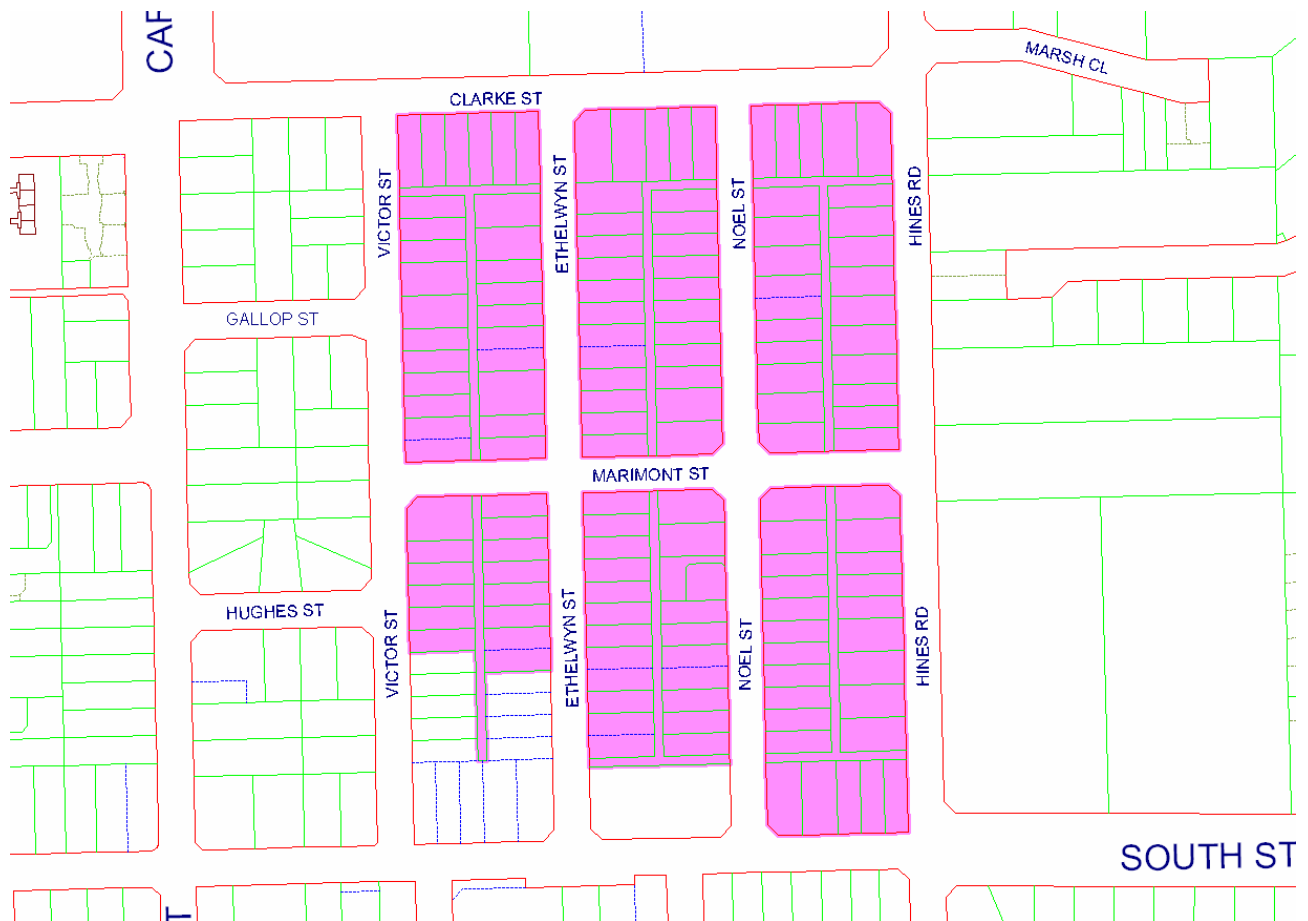 CAR
MARSH CL
CLARKE ST
VICTOR ST
ETHELWYN ST
NOEL ST
HINES RD
GALLOP ST
MARIMONT ST
HUGHES ST
VICTOR ST
ETHELWYN ST
NOEL ST
HINES RD
SOUTH ST
T